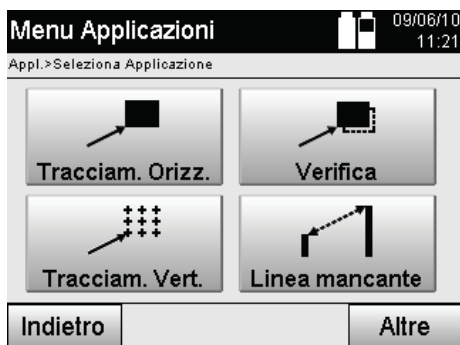 Menu Applicazioni
09/06/10
11:21
Appl.>Seleziona Applicazione
Tracciam. Orizz.
Verifica
Tracciam. Vert.
Linea mancante
Indietro
Altre